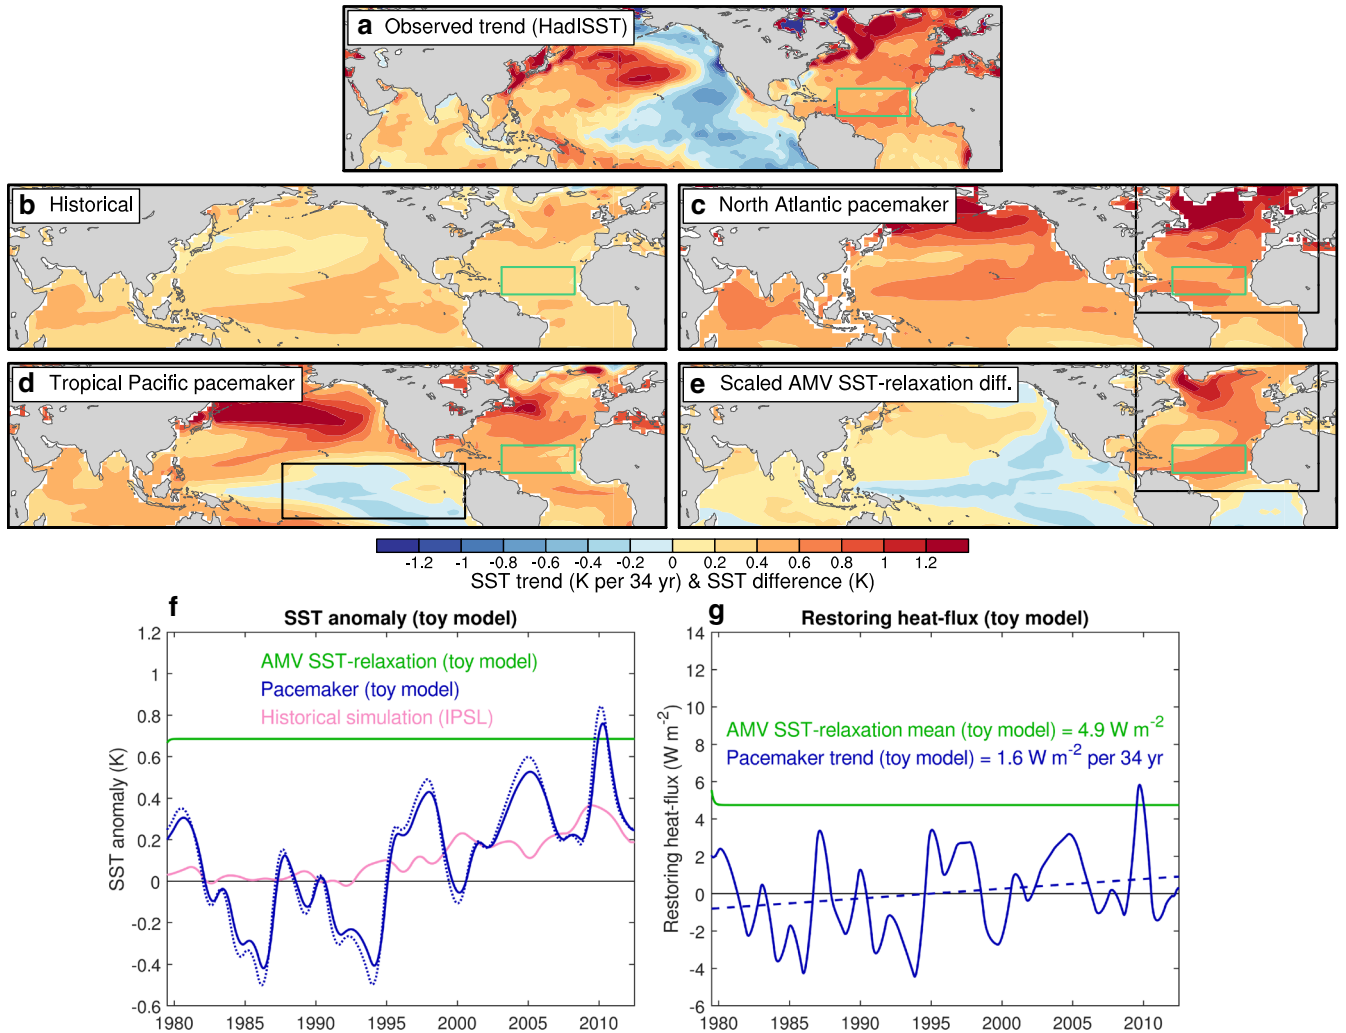 a Observed trend (HadISST)
b Historical
c North Atlantic pacemaker
d Tropical Pacific pacemaker
e Scaled AMV SST-relaxation diff.
-1.2 -1 -0.8 -0.6 -0.4 -0.2 0 0.2 0.4 0.6 0.8 1 1.2
SST trend (K per 34 yr) & SST difference (K)
f
SST anomaly (toy model)
AMV SST-relaxation (toy model)
Pacemaker (toy model)
Historical simulation (IPSL)
SST anomaly (K)
1.2
1
0.8
0.6
0.4
0.2
0
-0.2
-0.4
-0.6
1980 1985 1990 1995 2000 2005 2010
g
Restoring heat-flux (toy model)
AMV SST-relaxation mean (toy model) = 4.9 W m⁻²
Pacemaker trend (toy model) = 1.6 W m⁻² per 34 yr
Restoring heat-flux (W m⁻²)
14
12
10
8
6
4
2
0
-2
-4
-6
1980 1985 1990 1995 2000 2005 2010